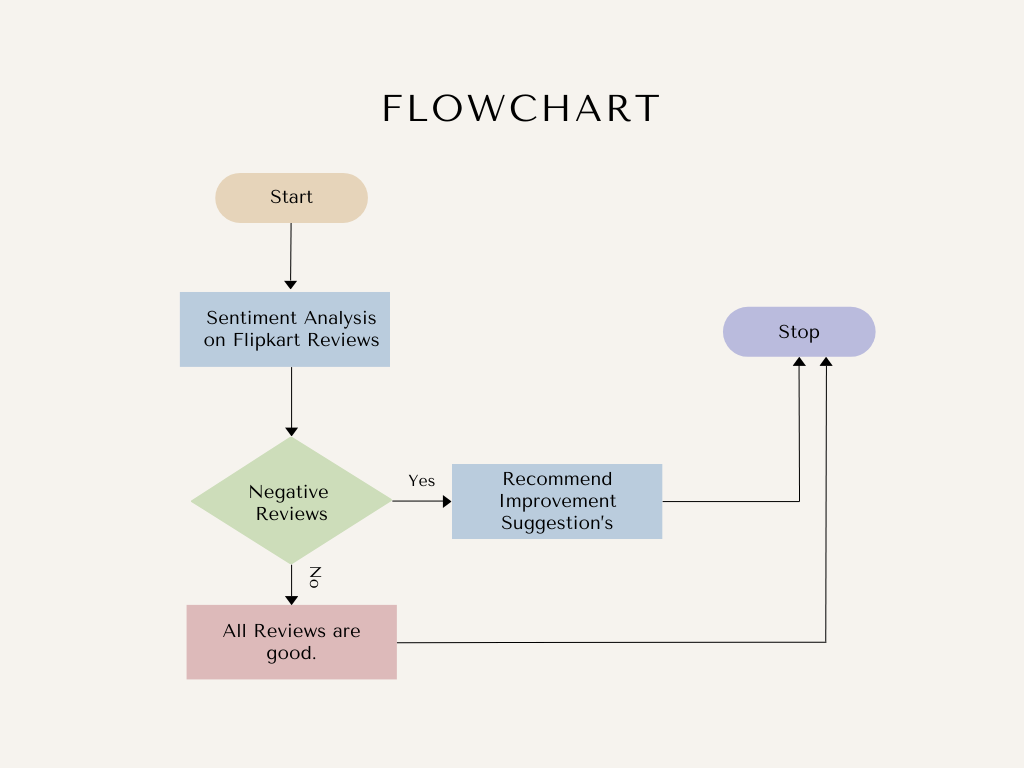 FLOWCHART
Start
Sentiment Analysis
on Flipkart Reviews
Stop
Negative
Reviews
Yes
Recommend
Improvement
Suggestion's
No
All Reviews are
good.